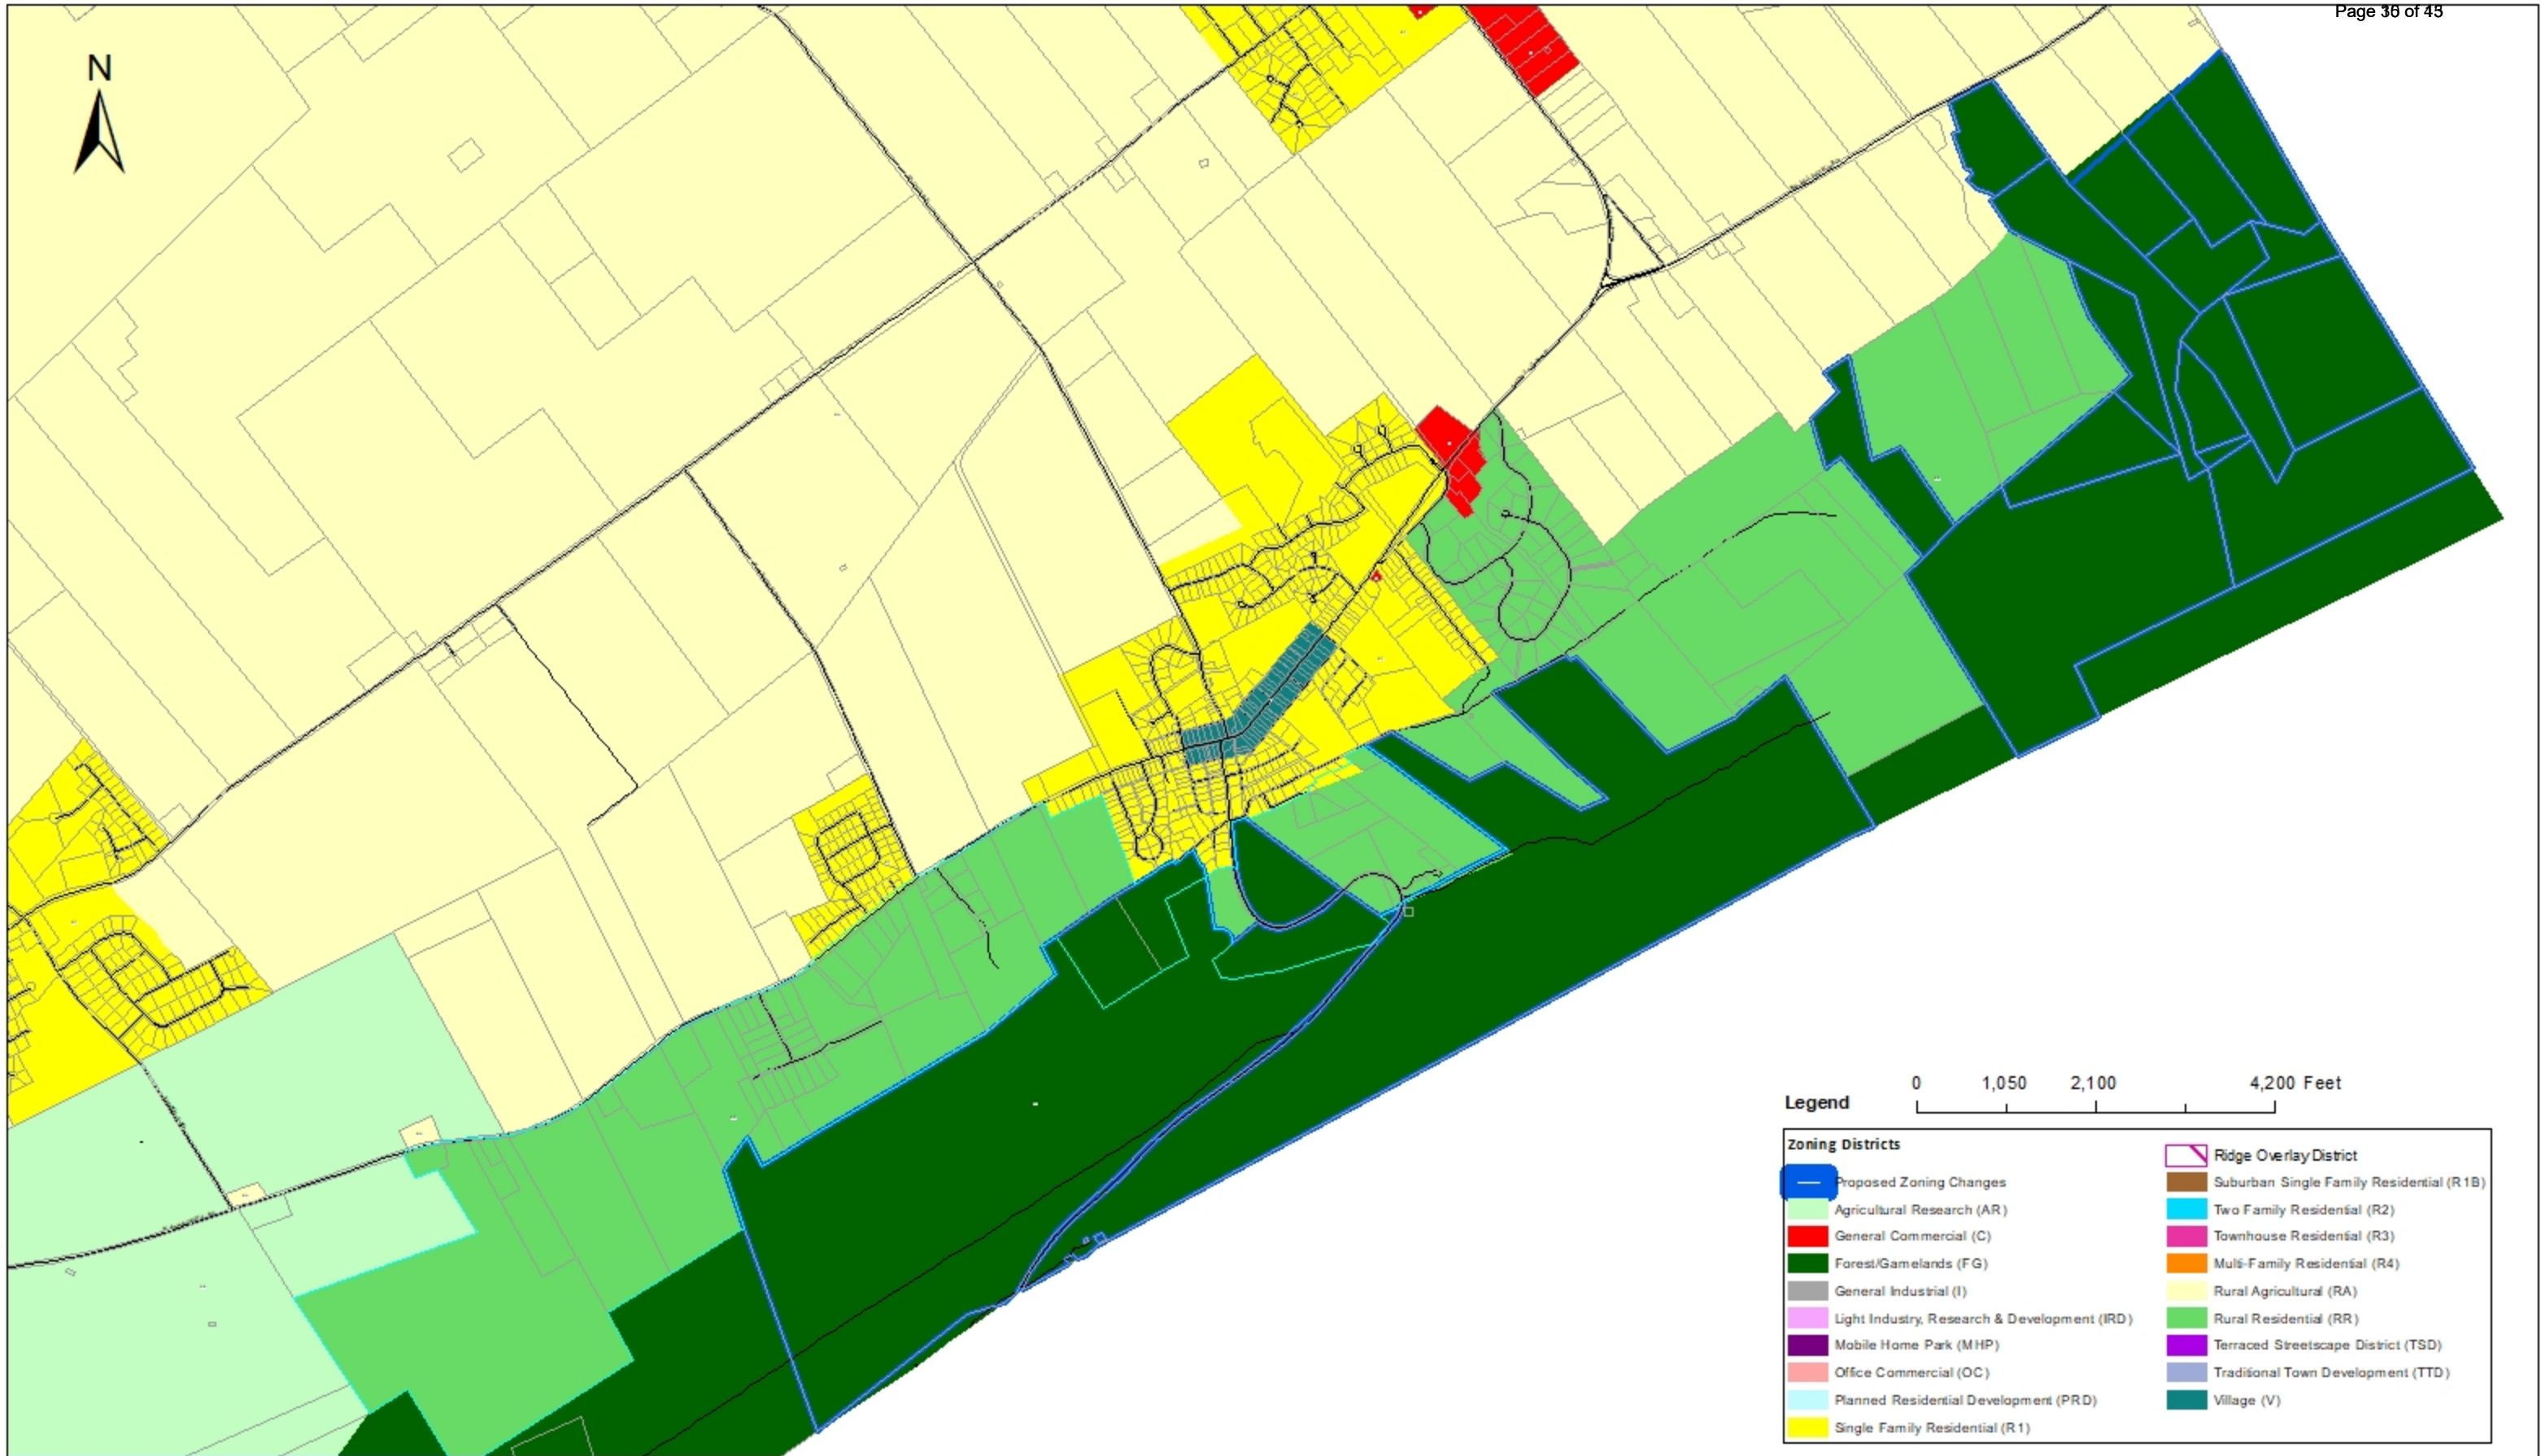 Page of 43
N
0 1,050 2,100 4,200 Feet
Legend
Zoning Districts
Proposed Zoning Changes
Agricultural Research (AR)
General Commercial (C)
Forest/Gamelands (FG)
General Industrial (I)
Light Industry, Research & Development (IRD)
Mobile Home Park (MHP)
Office Commercial (OC)
Planned Residential Development (PRD)
Single Family Residential (R1)
Ridge Overlay District
Suburban Single Family Residential (R1B)
Two Family Residential (R2)
Townhouse Residential (R3)
Multi-Family Residential (R4)
Rural Agricultural (RA)
Rural Residential (RR)
Terraced Streetscape District (TSD)
Traditional Town Development (TTD)
Village (V)